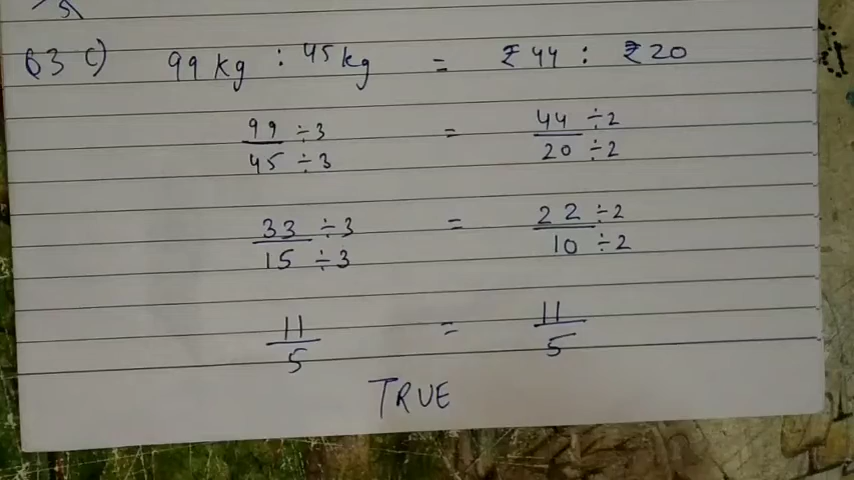 Q3 c) 99 kg : 45 kg = ₹ 44 : ₹ 20
99 ÷ 3 = 44 ÷ 2
45 ÷ 3 20 ÷ 2
33 ÷ 3 = 22 ÷ 2
15 ÷ 3 10 ÷ 2
11 = 11
5 5
TRUE